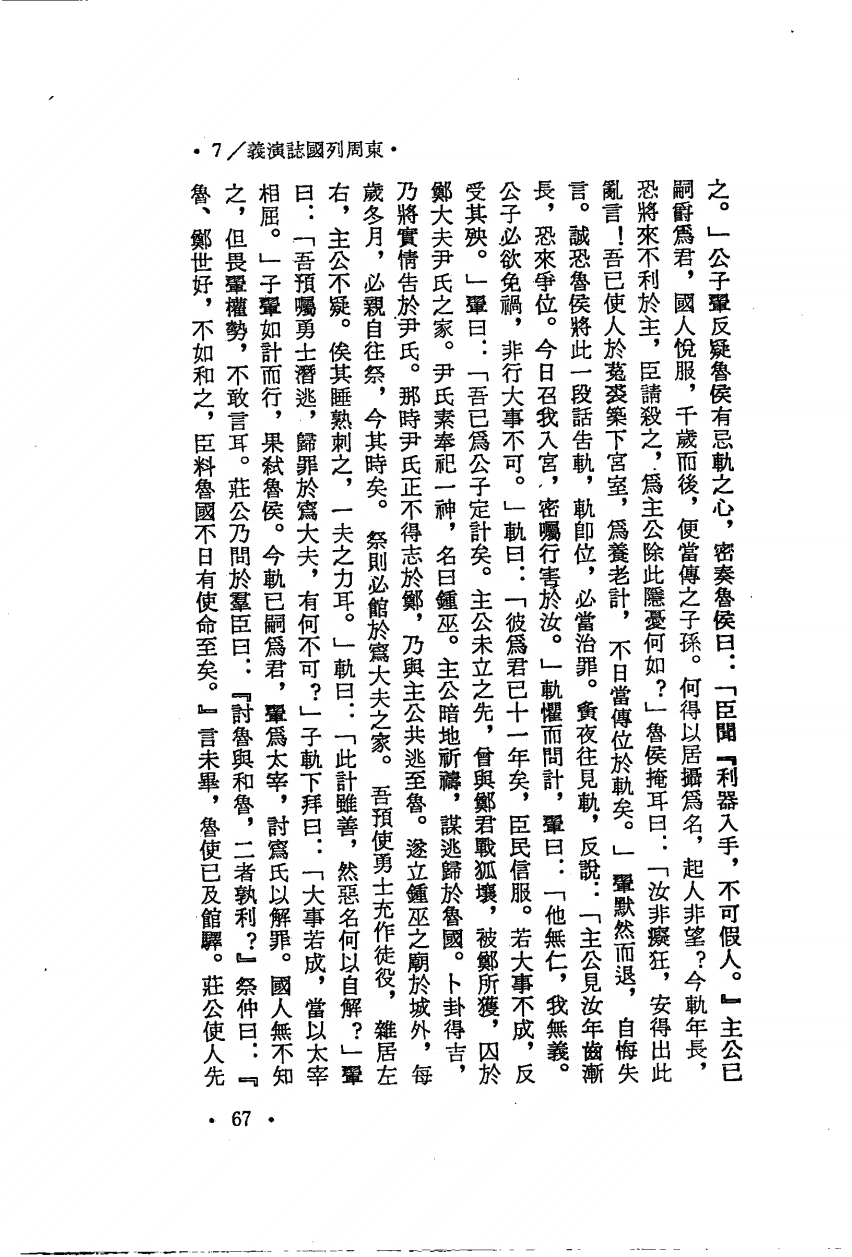 •東周列國誌演義/7•
之。」公子翬反疑魯侯有忌軌之心，密奏魯侯曰：「臣聞『利器入手，不可假人。』主公已
嗣爵爲君，國人悅服，千歲而後，便當傳之子孫。何得以居攝爲名，起人非望？今軌年長，
恐將來不利於主，臣請殺之，爲主公除此隱憂何如？」魯侯掩耳曰：「汝非癡狂，安得出此
亂言！吾已使人於菟裘築下宮室，爲養老計，不日當傳位於軌矣。」翬默然而退，自悔失
言。誠恐魯侯將此一段話告軌，軌卽位，必當治罪。夤夜往見軌，反說：「主公見汝年齒漸
長，恐來爭位。今日召我入宮，密囑行害於汝。」軌懼而問計，翬曰：「他無仁，我無義。
公子必欲免禍，非行大事不可。」軌曰：「彼爲君已十一年矣，臣民信服。若大事不成，反
受其殃。」翬曰：「吾已爲公子定計矣。主公未立之先，曾與鄭君戰狐壤，被鄭所獲，囚於
鄭大夫尹氏之家。尹氏素奉祀一神，名曰鍾巫。主公暗地祈禱，謀逃歸於魯國。卜卦得吉，
乃將實情告於尹氏。那時尹氏正不得志於鄭，乃與主公共逃至魯。遂立鍾巫之廟於城外，每
歲冬月，必親自往祭，今其時矣。祭則必館於寪大夫之家。吾預使勇士充作徒役，雜居左
右，主公不疑。俟其睡熟刺之，一夫之力耳。」軌曰：「此計雖善，然惡名何以自解？」翬
曰：「吾預囑勇士潛逃，歸罪於寪大夫，有何不可？」子軌下拜曰：「大事若成，當以太宰
相屈。」子翬如計而行，果弒魯侯。今軌已嗣爲君，翬爲太宰，討寪氏以解罪。國人無不知
之，但畏翬權勢，不敢言耳。莊公乃問於羣臣曰：『討魯與和魯，二者孰利？』祭仲曰：『
魯、鄭世好，不如和之，臣料魯國不日有使命至矣。』言未畢，魯使已及館驛。莊公使人先
•67•